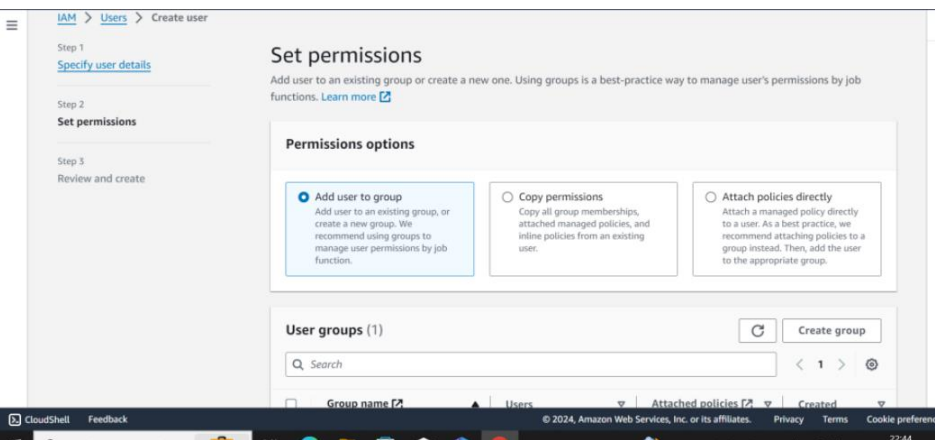 IAM > Users > Create user
Step 1
Specify user details
Step 2
Set permissions
Step 3
Review and create
Set permissions
Add user to an existing group or create a new one. Using groups is a best-practice way to manage user's permissions by job
functions. Learn more
Permissions options
Add user to group
Add user to an existing group, or
create a new group. We
recommend using groups to
manage user permissions by job
function.
Copy permissions
Copy all group memberships,
attached managed policies, and
inline policies from an existing
user.
Attach policies directly
Attach a managed policy directly
to a user. As a best practice, we
recommend attaching policies to a
group instead. Then, add the user
to the appropriate group.
User groups (1)
Create group
Search
< 1 >
Group name Users Attached policies Created
CloudShell Feedback © 2024, Amazon Web Services, Inc. or its affiliates. Privacy Terms Cookie preferenc
22:44